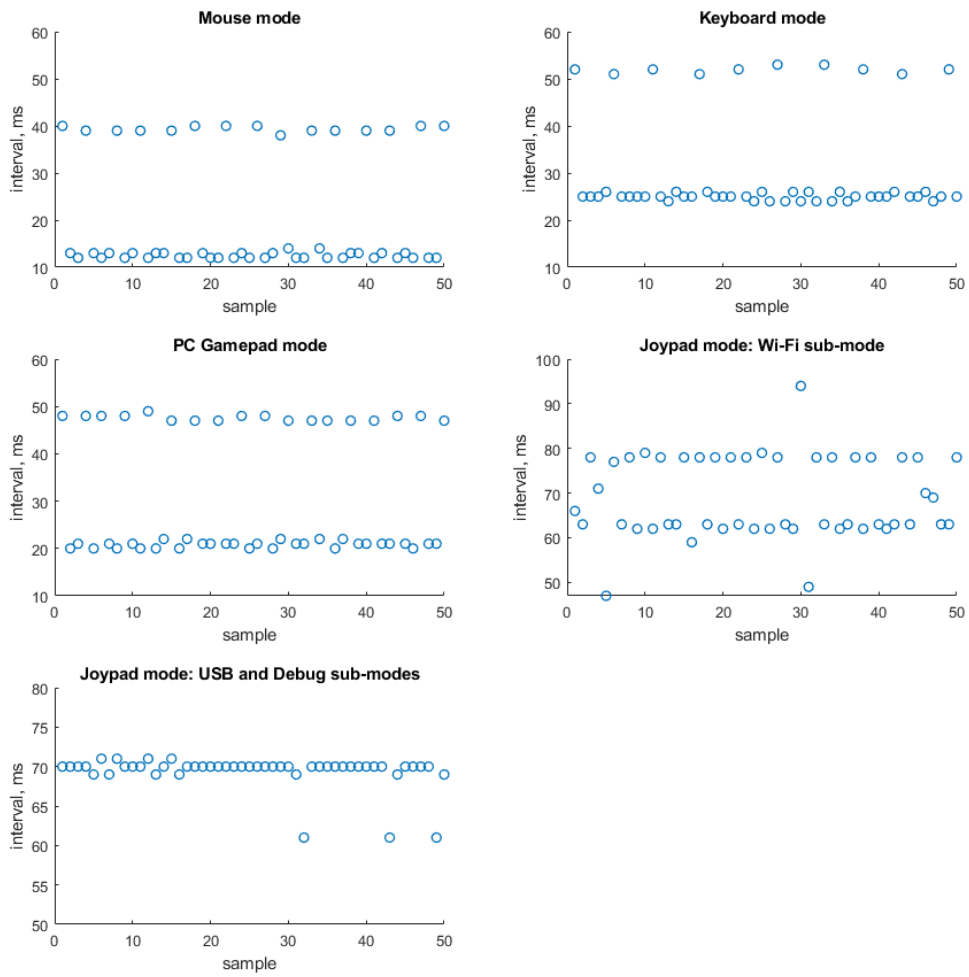 Mouse mode
60
50
40
30
20
10
interval, ms
0 10 20 30 40 50
sample
Keyboard mode
60
50
40
30
20
10
interval, ms
0 10 20 30 40 50
sample
PC Gamepad mode
60
50
40
30
20
10
interval, ms
0 10 20 30 40 50
sample
Joypad mode: Wi-Fi sub-mode
100
90
80
70
60
50
interval, ms
0 10 20 30 40 50
sample
Joypad mode: USB and Debug sub-modes
80
75
70
65
60
55
50
interval, ms
0 10 20 30 40 50
sample